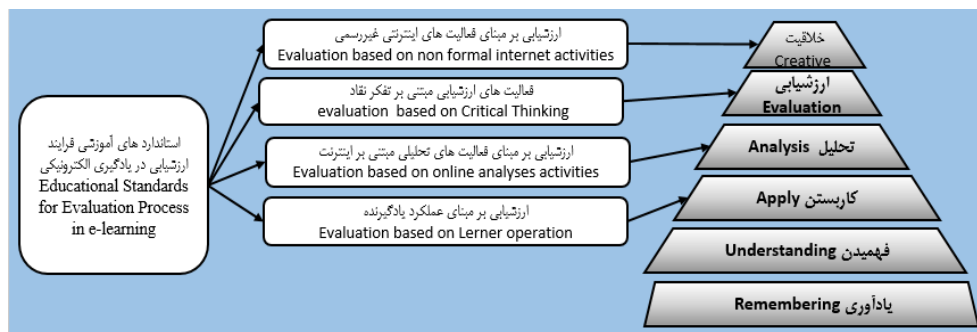 استاندارد های آموزشی فرایند
ارزشیابی در یادگیری الکترونیکی
Educational Standards
for Evaluation Process
in e-learning
ارزشیابی بر مبنای فعالیت های اینترنتی غیررسمی
Evaluation based on non formal internet activities
فعالیت های ارزشیابی مبتنی بر تفکر نقاد
evaluation based on Critical Thinking
ارزشیابی بر مبنای فعالیت های تحلیلی مبتنی بر اینترنت
Evaluation based on online analyses activities
ارزشیابی بر مبنای عملکرد یادگیرنده
Evaluation based on Lerner operation
خلاقیت
Creative
ارزشیابی
Evaluation
تحلیل Analysis
کاربستن Apply
فهمیدن Understanding
یادآوری Remembering